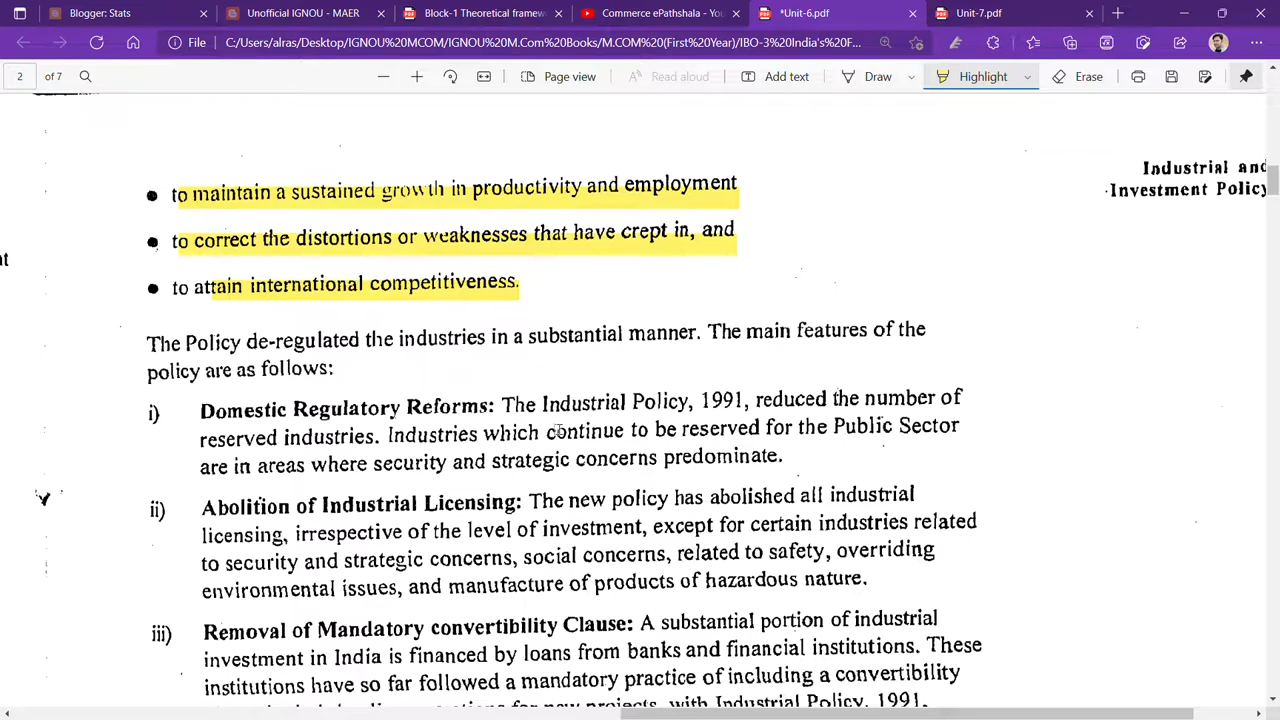 Blogger: Stats
Unofficial IGNOU - MAER
Block-1 Theoretical framew
Commerce ePathshala - You
*Unit-6.pdf
Unit-7.pdf
File
C:/Users/alras/Desktop/IGNOU%20MCOM/IGNOU%20M.Com%20Books/M.COM%20(First%20Year)/IBO-3%20India's%20F...
2 of 7
Page view
Read aloud
Add text
Draw
Highlight
Erase
Industrial and
Investment Policy
• to maintain a sustained growth in productivity and employment
• to correct the distortions or weaknesses that have crept in, and
• to attain international competitiveness.
The Policy de-regulated the industries in a substantial manner. The main features of the
policy are as follows:
i) Domestic Regulatory Reforms: The Industrial Policy, 1991, reduced the number of
reserved industries. Industries which continue to be reserved for the Public Sector
are in areas where security and strategic concerns predominate.
ii) Abolition of Industrial Licensing: The new policy has abolished all industrial
licensing, irrespective of the level of investment, except for certain industries related
to security and strategic concerns, social concerns, related to safety, overriding
environmental issues, and manufacture of products of hazardous nature.
iii) Removal of Mandatory convertibility Clause: A substantial portion of industrial
investment in India is financed by loans from banks and financial institutions. These
institutions have so far followed a mandatory practice of including a convertibility
for new projects, with Industrial Policy, 1991,